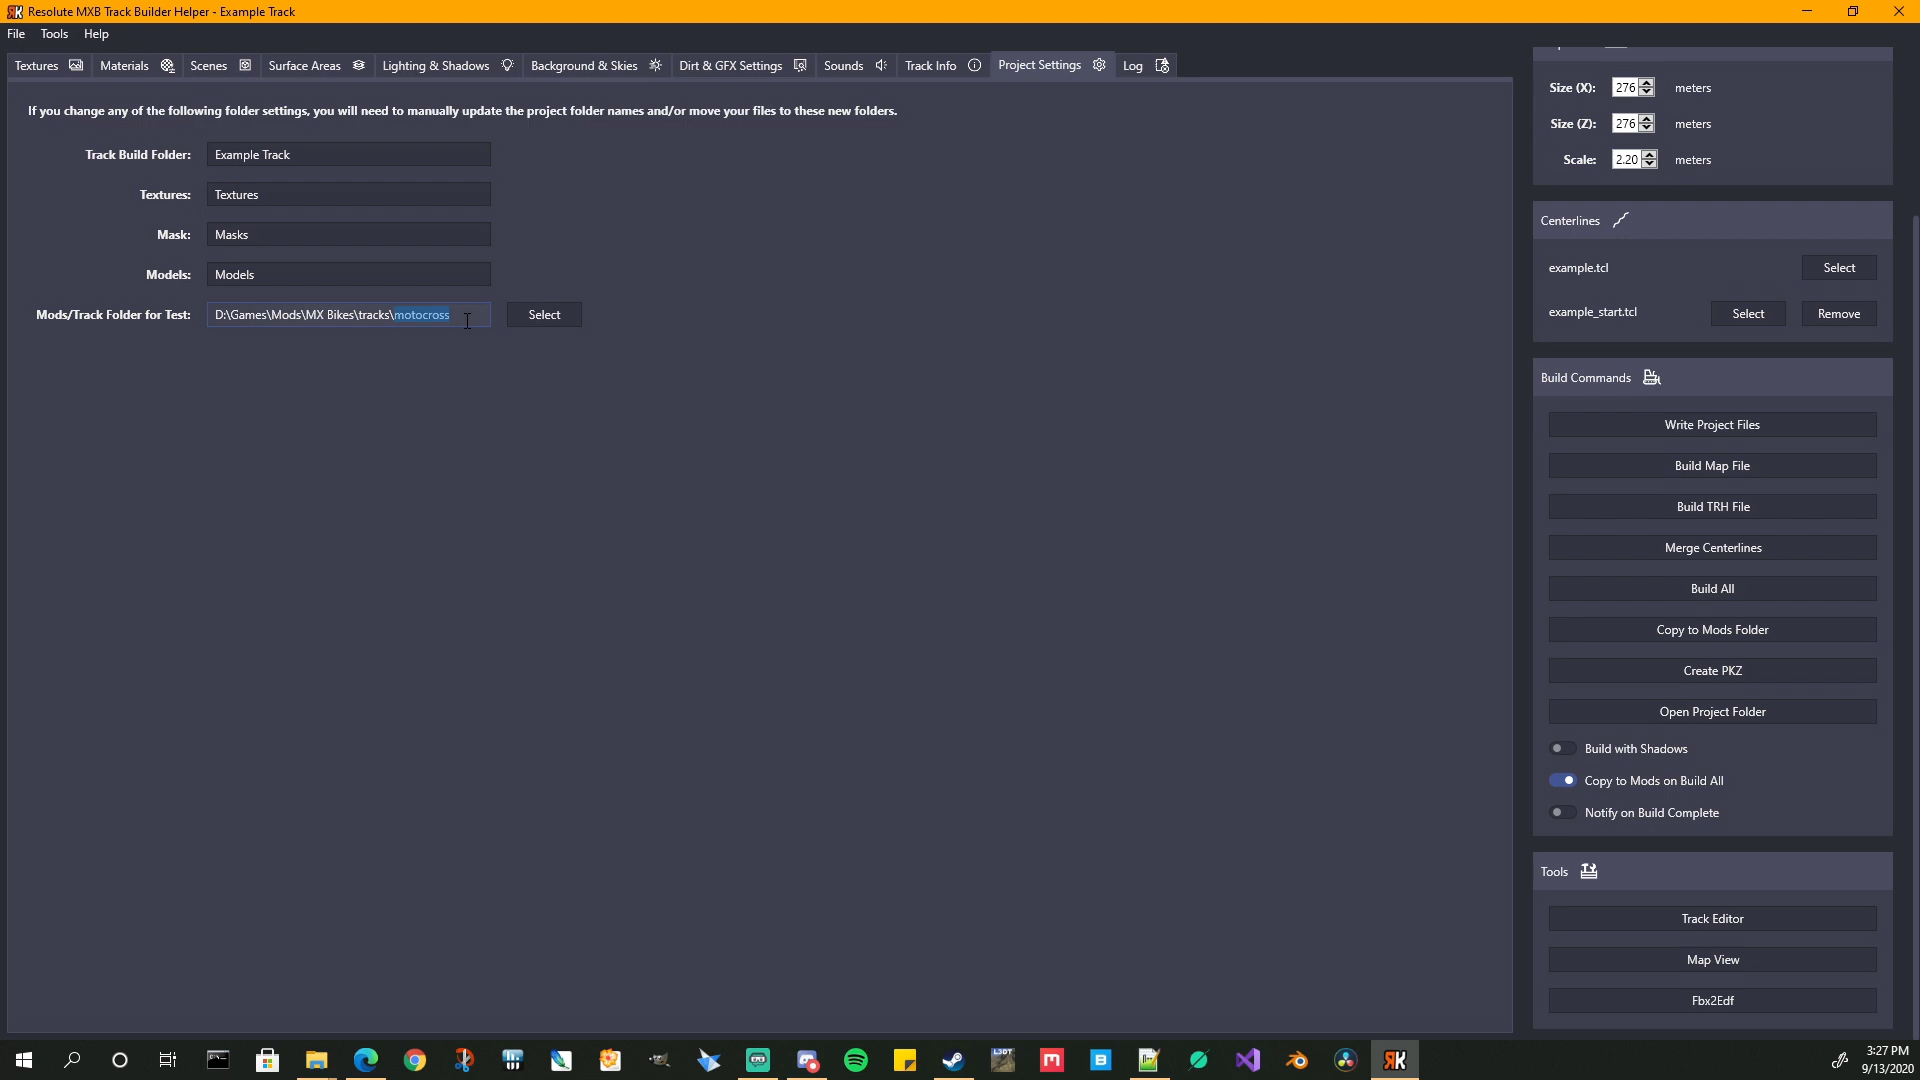 Resolute MXB Track Builder Helper - Example Track
File Tools Help
Textures Materials Scenes Surface Areas Lighting & Shadows Background & Skies Dirt & GFX Settings Sounds Track Info Project Settings Log
If you change any of the following folder settings, you will need to manually update the project folder names and/or move your files to these new folders.
Track Build Folder: Example Track
Textures: Textures
Mask: Masks
Models: Models
Mods/Track Folder for Test: D:\Games\Mods\MX Bikes\tracks\motocross Select
Size (X): 276 meters
Size (Z): 276 meters
Scale: 2.20 meters
Centerlines
example.tcl Select
example_start.tcl Select Remove
Build Commands
Write Project Files
Build Map File
Build TRH File
Merge Centerlines
Build All
Copy to Mods Folder
Create PKZ
Open Project Folder
Build with Shadows
Copy to Mods on Build All
Notify on Build Complete
Tools
Track Editor
Map View
Fbx2Edf
L3DT
3:27 PM
9/13/2020